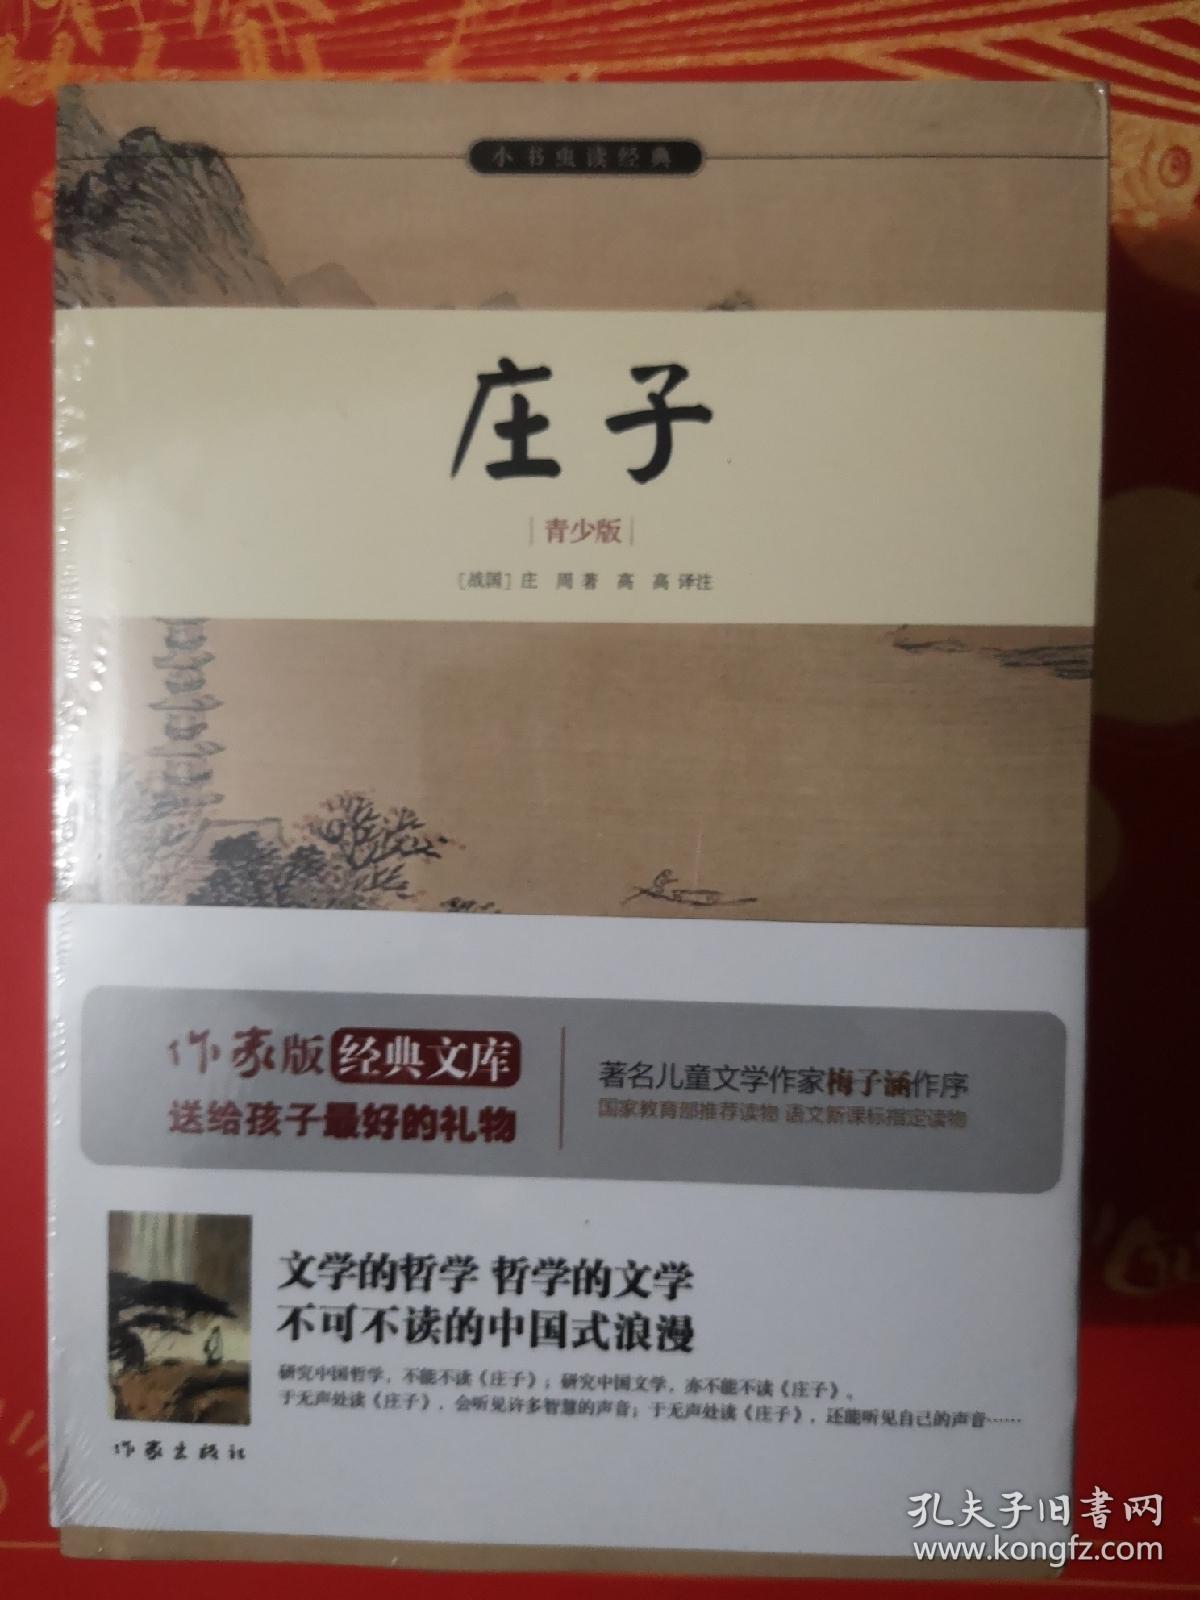 小书虫读经典
庄子
青少版
[战国] 庄 周 著 高 高 译注
作家版 经典文库
送给孩子最好的礼物
著名儿童文学作家梅子涵作序
国家教育部推荐读物 语文新课标指定读物
文学的哲学 哲学的文学
不可不读的中国式浪漫
研究中国哲学，不能不读《庄子》；研究中国文学，亦不能不读《庄子》。
于无声处读《庄子》，会听见许多智慧的声音；于无声处读《庄子》，还能听见自己的声音……
作家出版社
孔夫子旧書网
www.kongfz.com